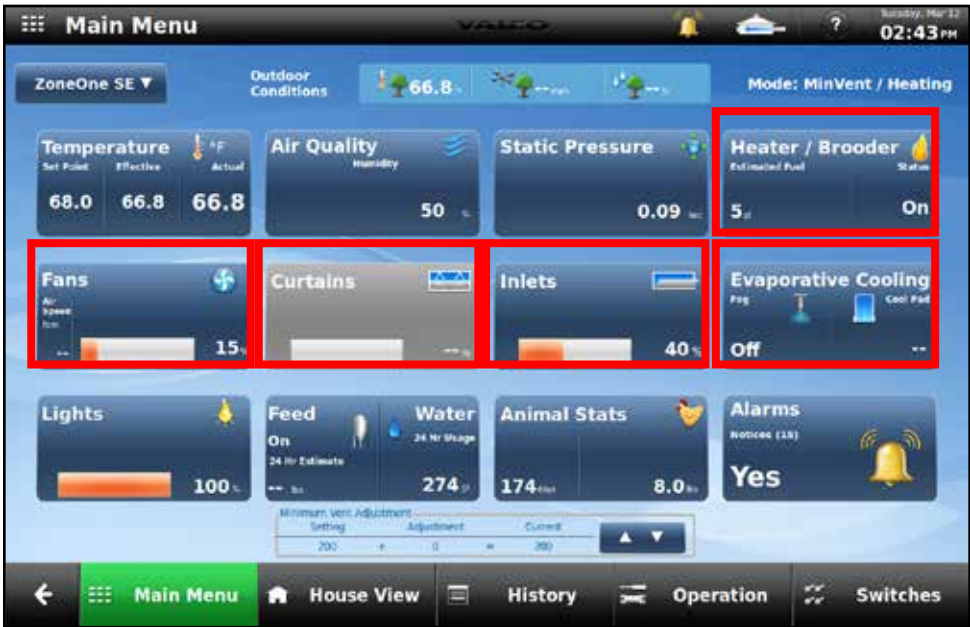 Main Menu
VALCO
?
02:43 PM
ZoneOne SE ▼
Outdoor
Conditions
66.8
Mode: MinVent / Heating
Temperature °F
Set Point Effective Actual
68.0 66.8 66.8
Air Quality
Humidity
50
Static Pressure
0.09
Heater / Brooder
Estimated Fuel Status
5 On
Fans
Air
Speed
-- 15
Curtains
--
Inlets
40 %
Evaporative Cooling
Fog Cool Pad
Off --
Lights
100
Feed Water
On 24 Hr Usage
24 Hr Estimate
-- 274
Animal Stats
174 8.0
Alarms
Notices (15)
Yes
Minimum Vent Adjustment
Setting Adjustment Current
200 + 0 = 200
▲ ▼
Main Menu House View History Operation Switches